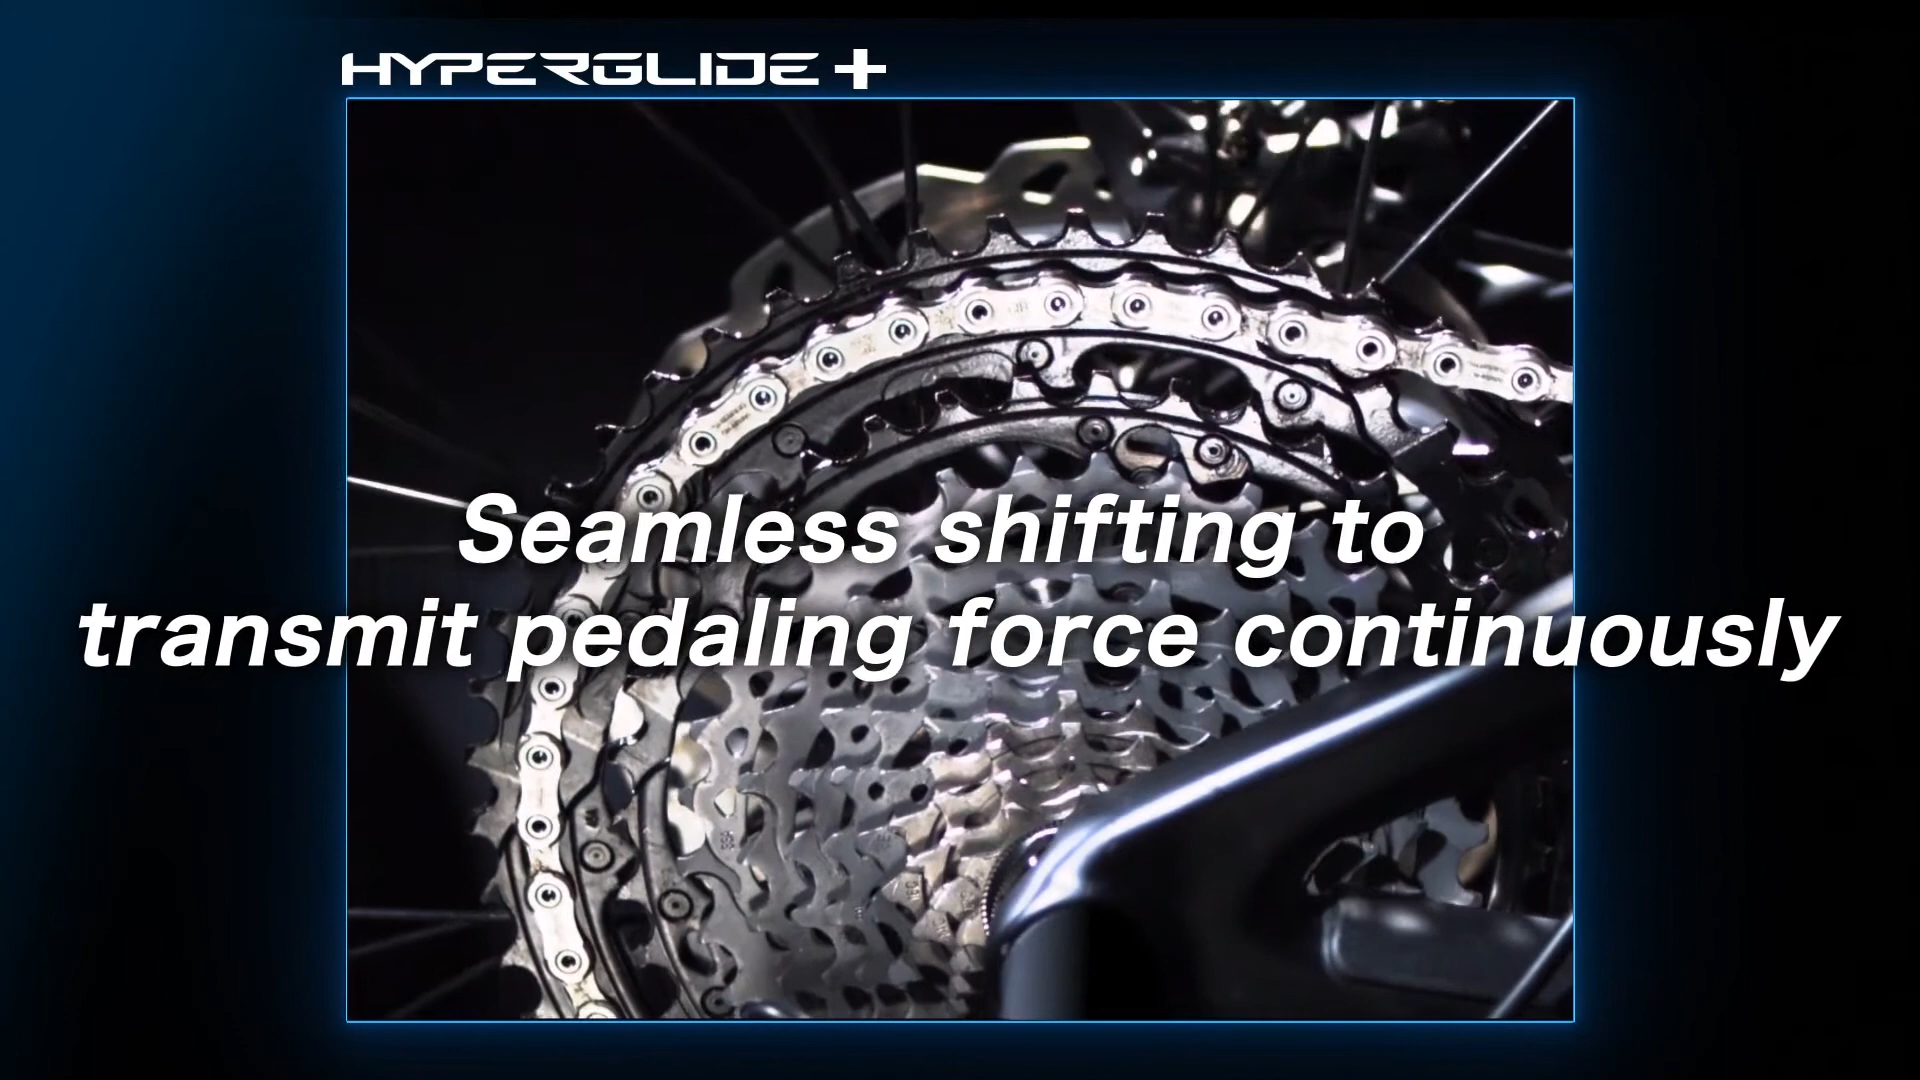 HYPERGLIDE+
Seamless shifting to
transmit pedaling force continuously